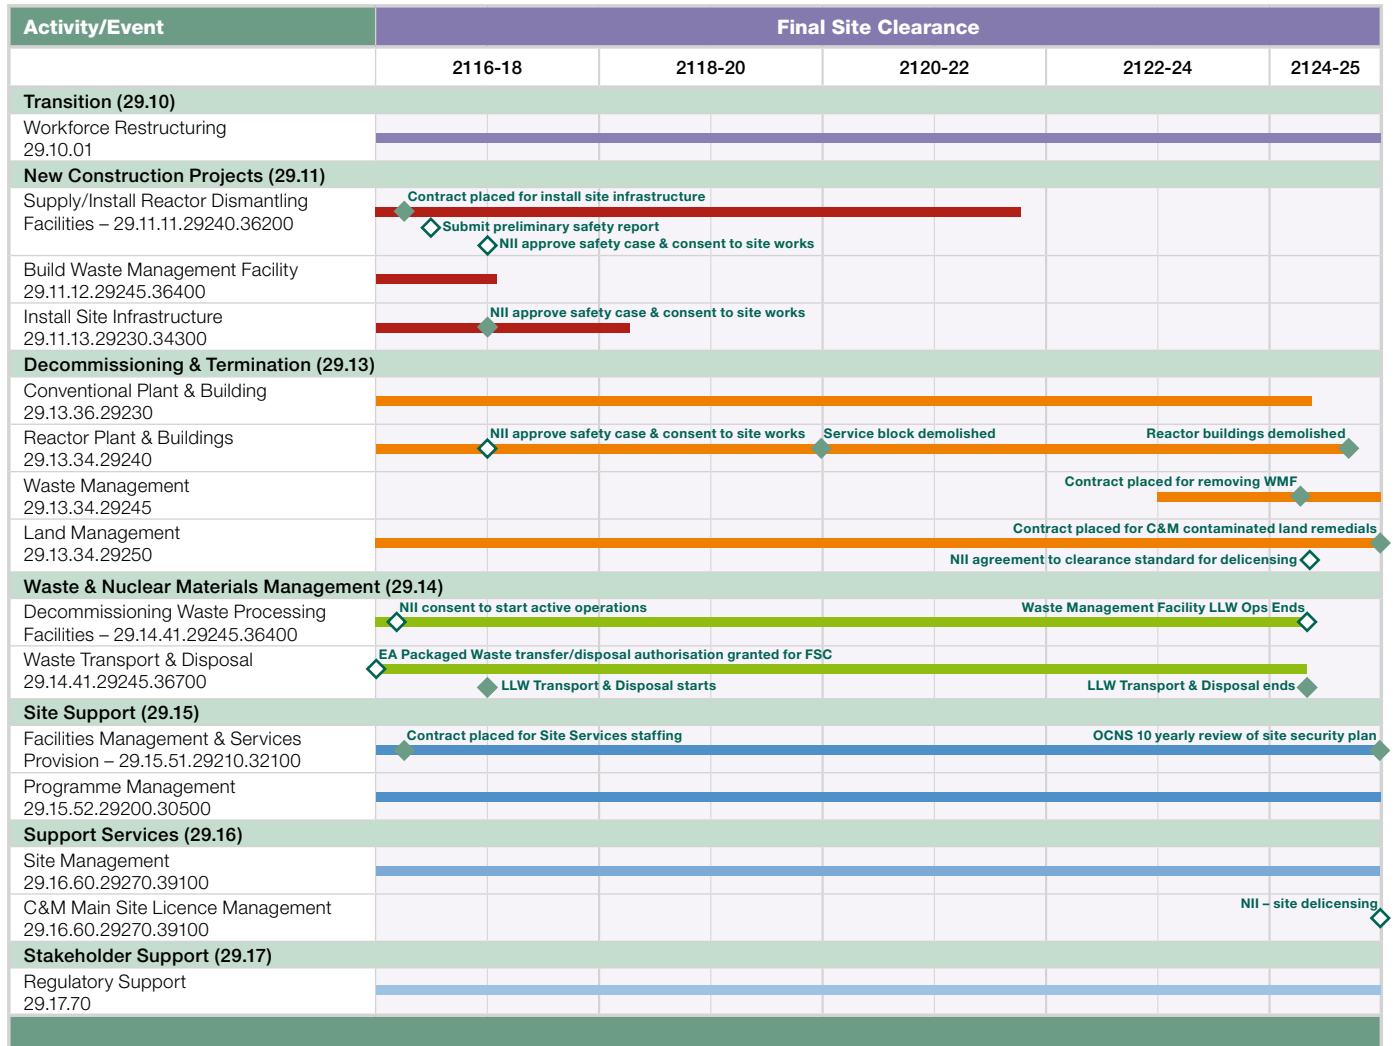 Activity/Event
Final Site Clearance
2116-18
2118-20
2120-22
2122-24
2124-25
Transition (29.10)
Workforce Restructuring
29.10.01
New Construction Projects (29.11)
Supply/Install Reactor Dismantling
Facilities – 29.11.11.29240.36200
Contract placed for install site infrastructure
Submit preliminary safety report
NII approve safety case & consent to site works
Build Waste Management Facility
29.11.12.29245.36400
Install Site Infrastructure
29.11.13.29230.34300
NII approve safety case & consent to site works
Decommissioning & Termination (29.13)
Conventional Plant & Building
29.13.36.29230
Reactor Plant & Buildings
29.13.34.29240
NII approve safety case & consent to site works
Service block demolished
Reactor buildings demolished
Waste Management
29.13.34.29245
Contract placed for removing WMF
Land Management
29.13.34.29250
Contract placed for C&M contaminated land remedials
NII agreement to clearance standard for delicensing
Waste & Nuclear Materials Management (29.14)
Decommissioning Waste Processing
Facilities – 29.14.41.29245.36400
NII consent to start active operations
Waste Management Facility LLW Ops Ends
Waste Transport & Disposal
29.14.41.29245.36700
EA Packaged Waste transfer/disposal authorisation granted for FSC
LLW Transport & Disposal starts
LLW Transport & Disposal ends
Site Support (29.15)
Facilities Management & Services
Provision – 29.15.51.29210.32100
Contract placed for Site Services staffing
OCNS 10 yearly review of site security plan
Programme Management
29.15.52.29200.30500
Support Services (29.16)
Site Management
29.16.60.29270.39100
C&M Main Site Licence Management
29.16.60.29270.39100
NII – site delicensing
Stakeholder Support (29.17)
Regulatory Support
29.17.70